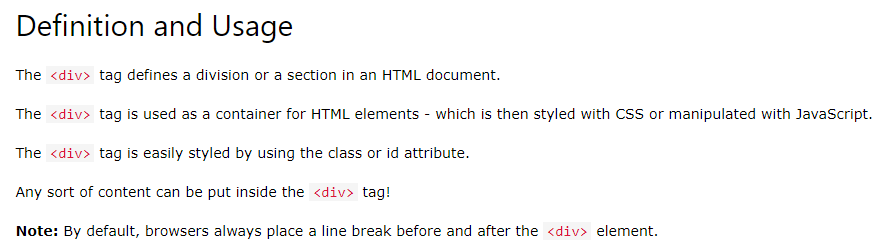 Definition and Usage
The <div> tag defines a division or a section in an HTML document.
The <div> tag is used as a container for HTML elements - which is then styled with CSS or manipulated with JavaScript.
The <div> tag is easily styled by using the class or id attribute.
Any sort of content can be put inside the <div> tag!
Note: By default, browsers always place a line break before and after the <div> element.